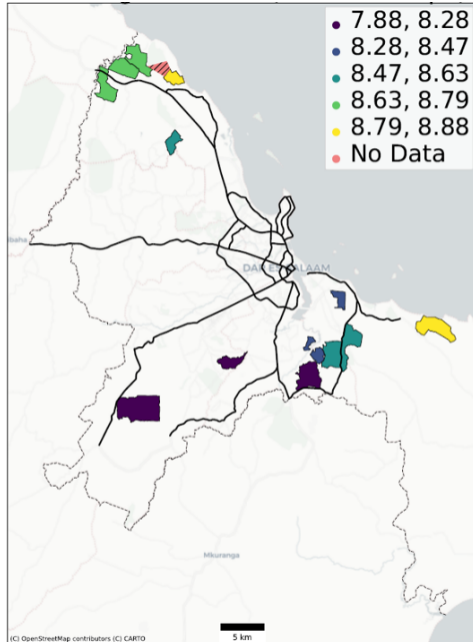 7.88, 8.28
8.28, 8.47
8.47, 8.63
8.63, 8.79
8.79, 8.88
No Data
DAR ES SALAAM
Mkuranga
5 km
(C) OpenStreetMap contributors (C) CARTO